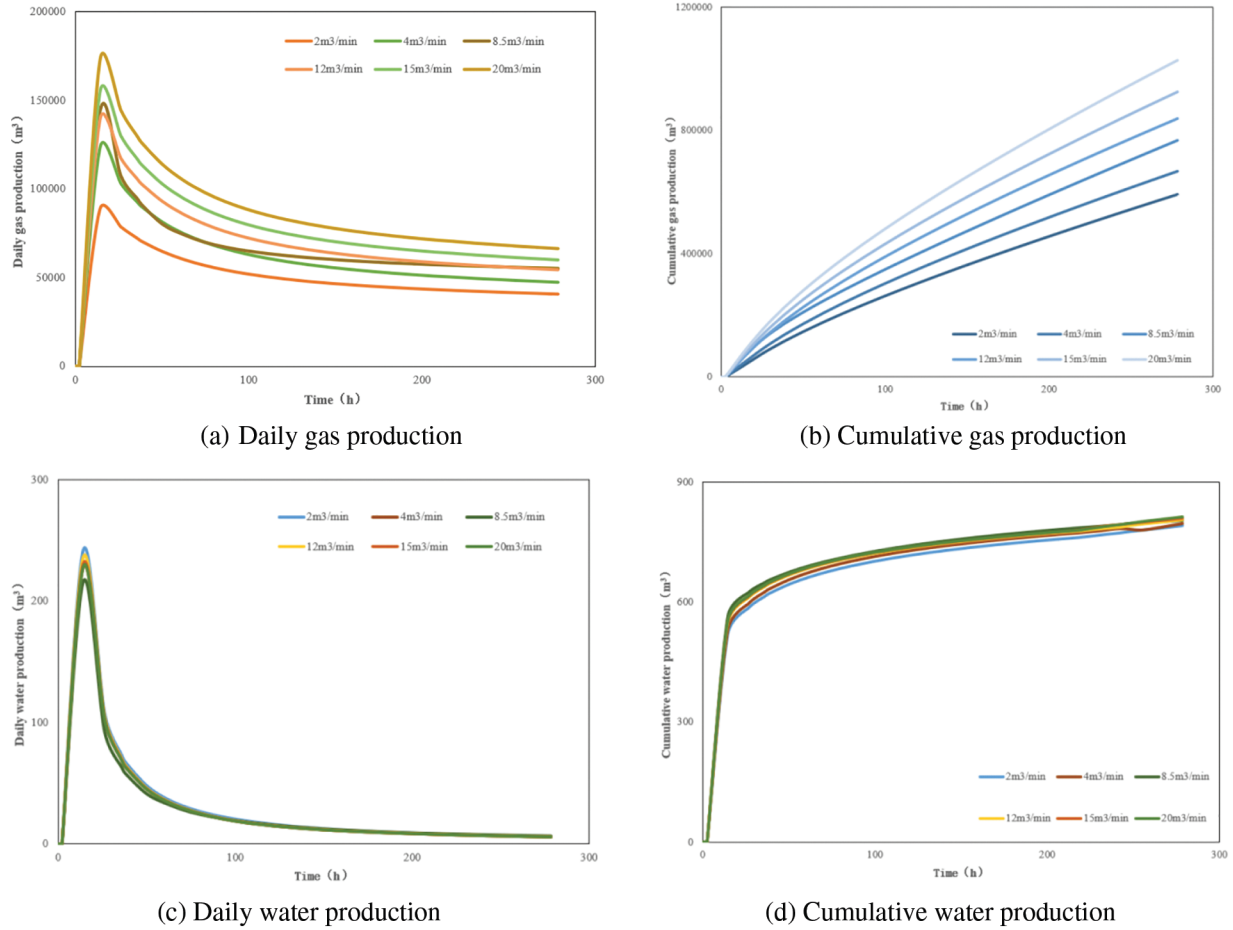 200000
150000
100000
50000
0
0
100
200
300
Daily gas production (m³)
Time（h）
2m3/min 4m3/min 8.5m3/min
12m3/min 15m3/min 20m3/min
(a) Daily gas production
1200000
800000
400000
0
0
100
200
300
Cumulative gas production（m³）
Time（h）
2m3/min 4m3/min 8.5m3/min
12m3/min 15m3/min 20m3/min
(b) Cumulative gas production
300
200
100
0
0
100
200
300
Daily water production（m³）
Time（h）
2m3/min 4m3/min 8.5m3/min
12m3/min 15m3/min 20m3/min
(c) Daily water production
900
600
300
0
0
100
200
300
Cumulative water production（m³）
Time（h）
2m3/min 4m3/min 8.5m3/min
12m3/min 15m3/min 20m3/min
(d) Cumulative water production